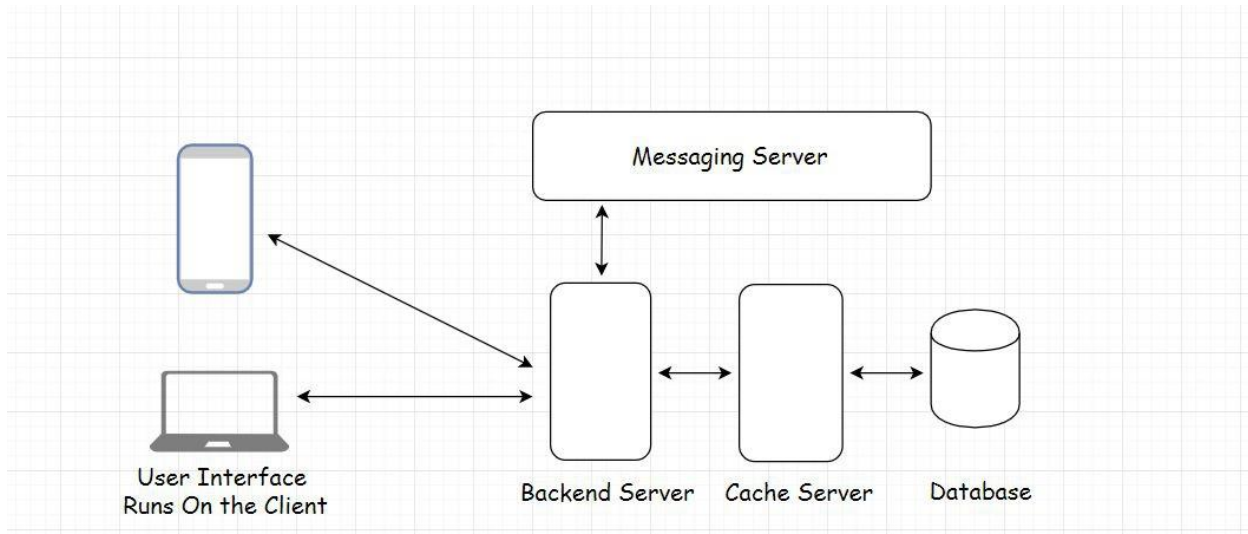 Messaging Server
User Interface
Runs On the Client
Backend Server
Cache Server
Database